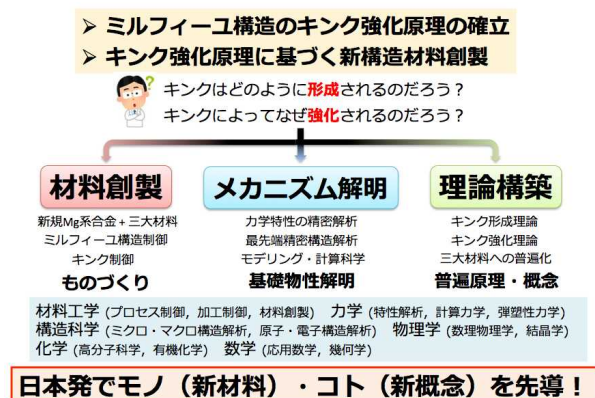 ➢ ミルフィーユ構造のキンク強化原理の確立
➢ キンク強化原理に基づく新構造材料創製
?
キンクはどのように形成されるのだろう？
キンクによってなぜ強化されるのだろう？
材料創製
新規Mg系合金＋三大材料
ミルフィーユ構造制御
キンク制御
ものづくり
メカニズム解明
力学特性の精密解析
最先端精密構造解析
モデリング・計算科学
基礎物性解明
理論構築
キンク形成理論
キンク強化理論
三大材料への普遍化
普遍原理・概念
材料工学 (プロセス制御，加工制御，材料創製) 力学 (特性解析，計算力学，弾塑性力学)
構造科学 (ミクロ・マクロ構造解析，原子・電子構造解析) 物理学 (数理物理学，結晶学)
化学 (高分子科学，有機化学) 数学 (応用数学，幾何学)
日本発でモノ（新材料）・コト（新概念）を先導！